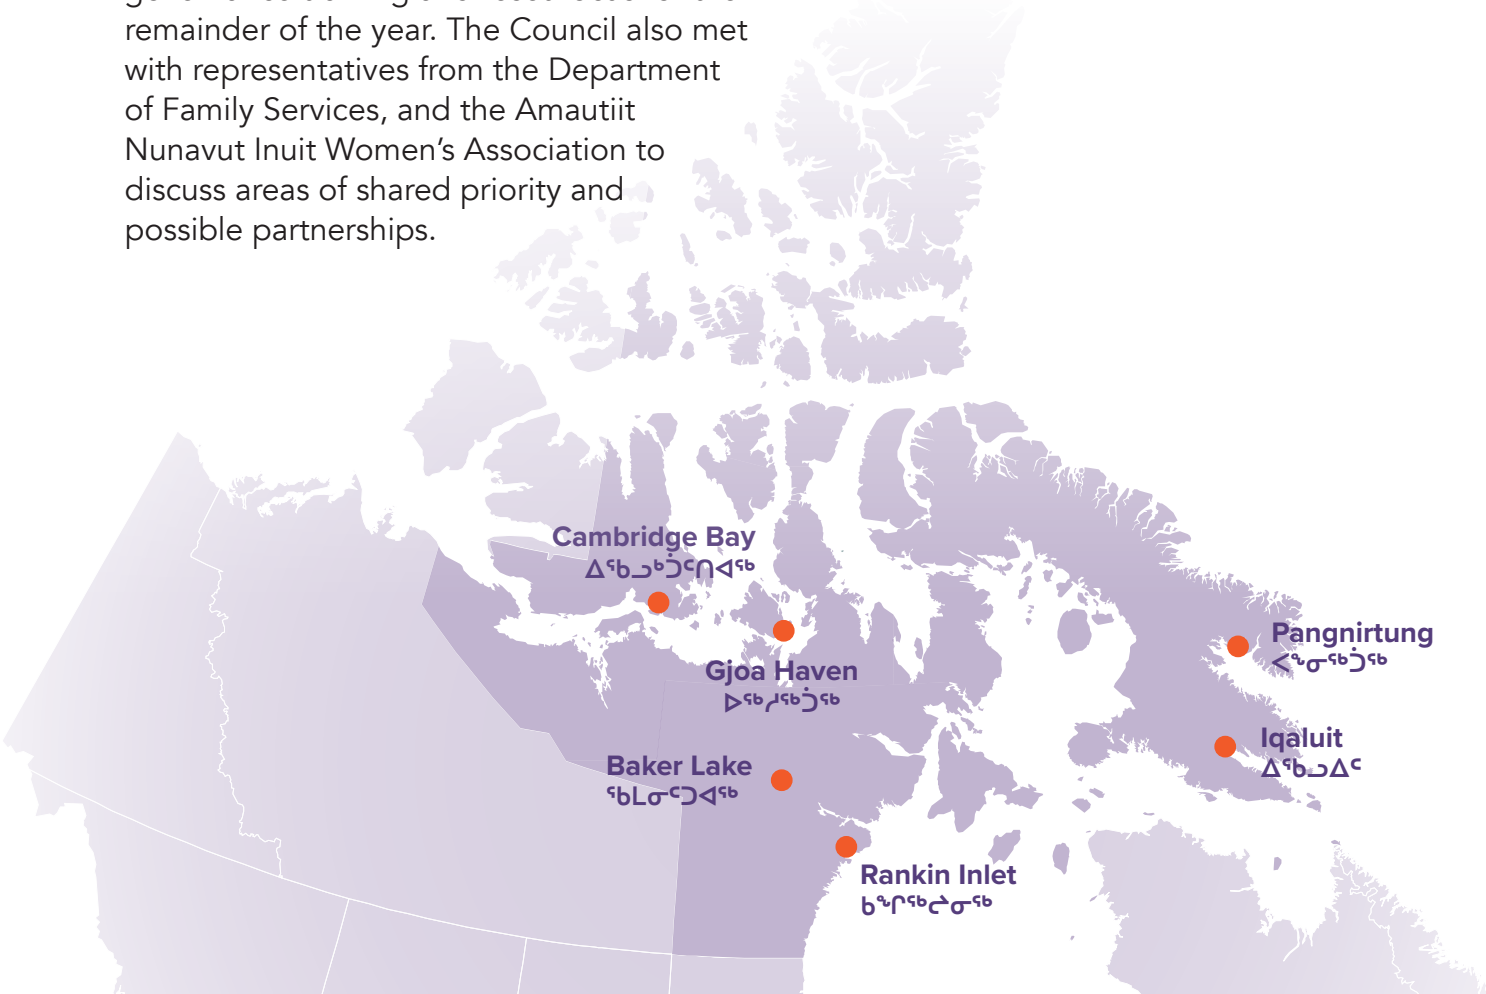 remainder of the year. The Council also met
with representatives from the Department
of Family Services, and the Amautiit
Nunavut Inuit Women’s Association to
discuss areas of shared priority and
possible partnerships.
Cambridge Bay
ᐃᖃᓗᒃᑑᑦᑎᐊᖅ
Gjoa Haven
ᐅᖅᓱᖅᑑᖅ
Pangnirtung
ᐸᖕᓂᖅᑑᖅ
Iqaluit
ᐃᖃᓗᐃᑦ
Baker Lake
ᖃᒪᓂᑦᑐᐊᖅ
Rankin Inlet
ᑲᖏᖅᖠᓂᖅ